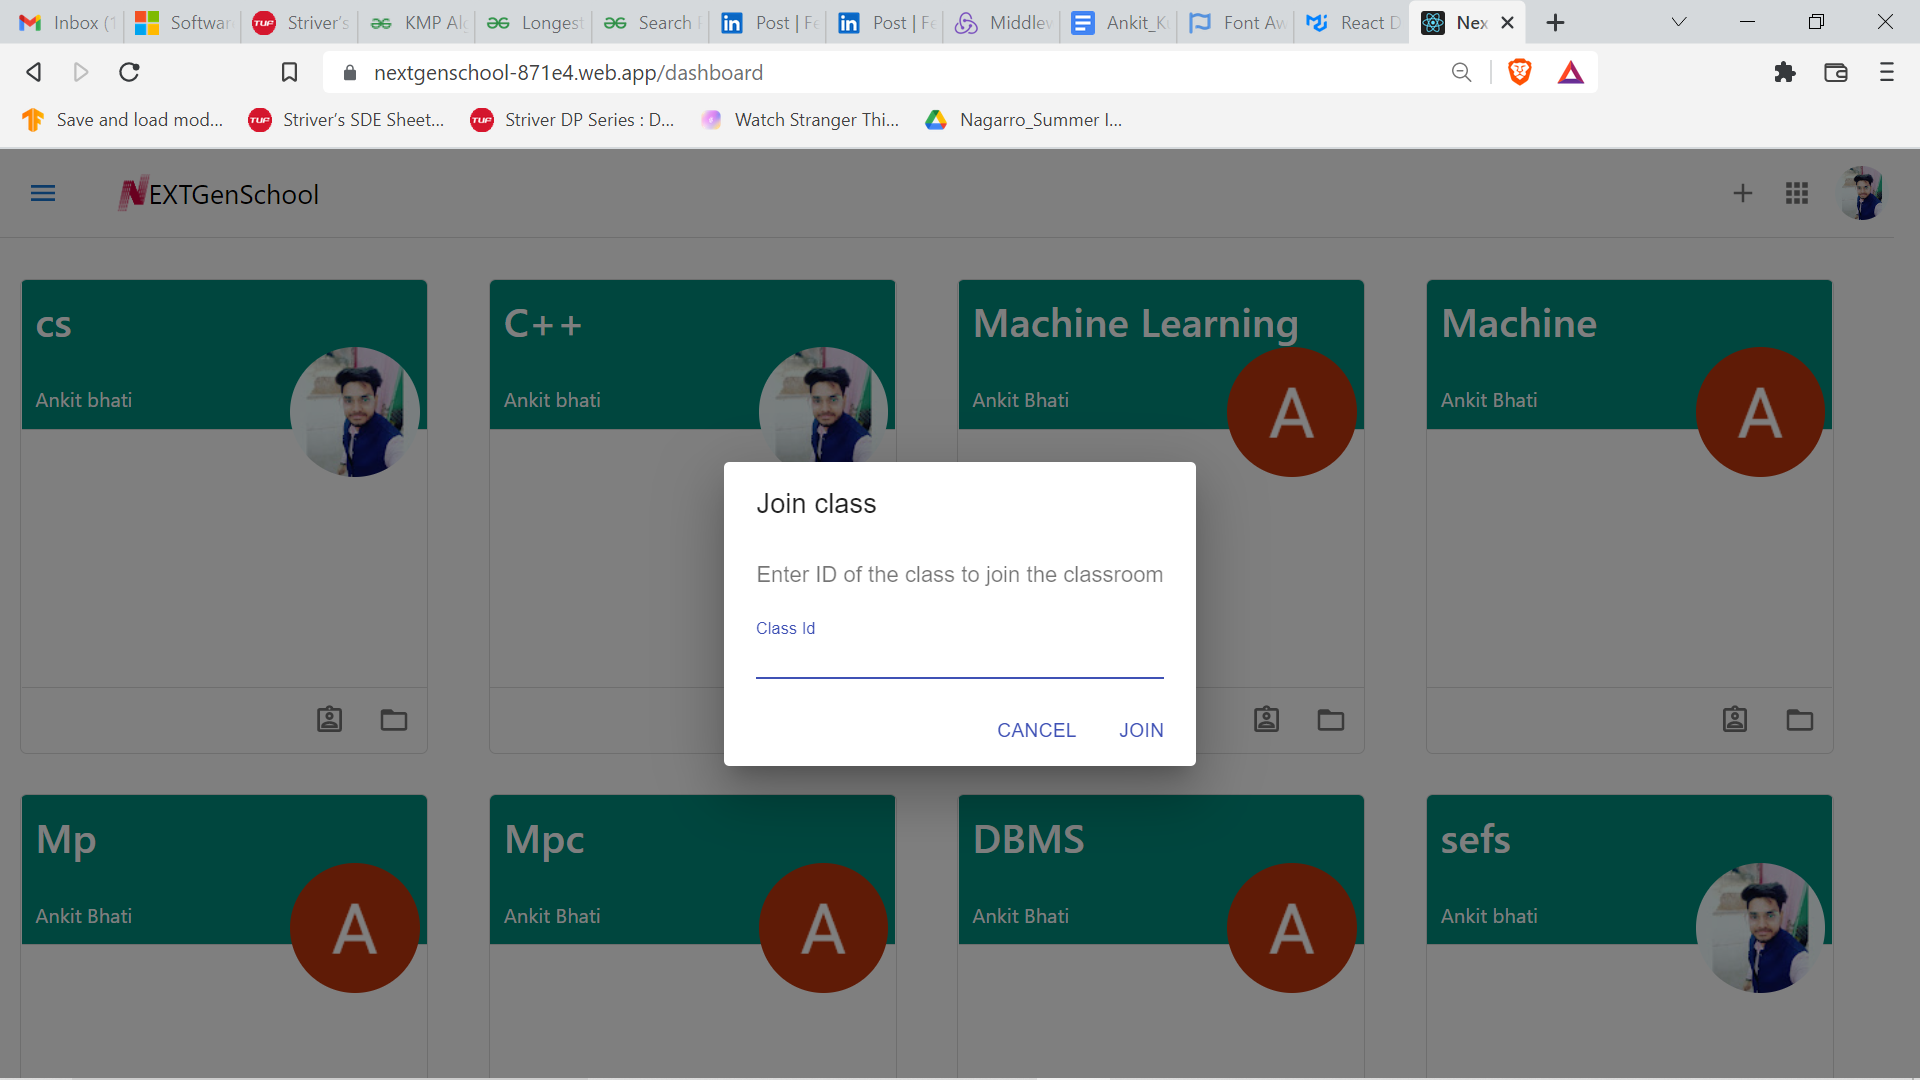 Inbox (1
Softwar
Striver's
KMP Alg
Longest
Search
Post | Fe
Post | Fe
Middlew
Ankit_K
Font Aw
React D
Nex
nextgenschool-871e4.web.app/dashboard
Save and load mod...
Striver's SDE Sheet...
Striver DP Series : D...
Watch Stranger Thi...
Nagarro_Summer I...
NEXTGenSchool
cs
C++
Machine Learning
Machine
Ankit bhati
Ankit bhati
Ankit Bhati
Ankit Bhati
A
A
Join class
Enter ID of the class to join the classroom
Class Id
CANCEL
JOIN
Mp
Mpc
DBMS
sefs
Ankit Bhati
Ankit Bhati
Ankit Bhati
Ankit bhati
A
A
A